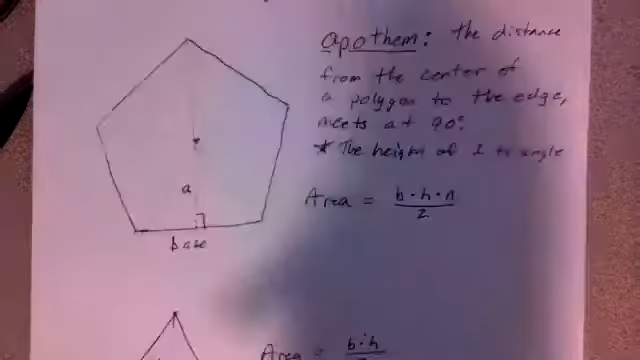 apothem: the distance
from the center of
a polygon to the edge,
meets at 90°.
* The height of 1 triangle
a
Area = b·h·n
2
base
Area = b·h